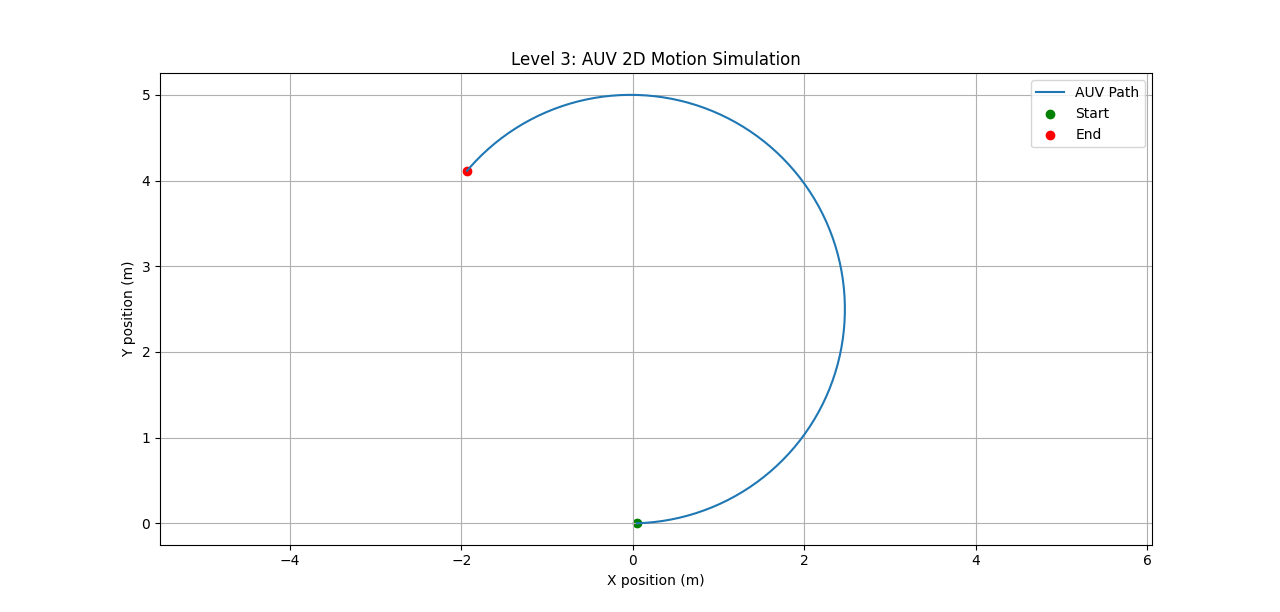 Level 3: AUV 2D Motion Simulation
AUV Path
Start
End
5
4
3
2
1
0
Y position (m)
−4
−2
0
2
4
6
X position (m)